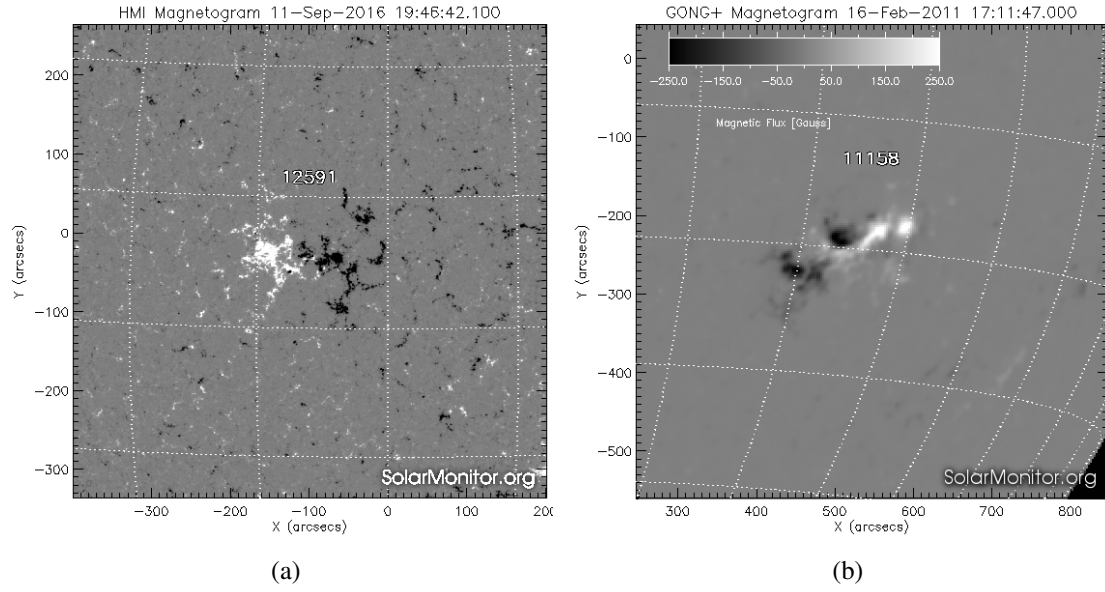 HMI Magnetogram 11-Sep-2016 19:46:42.100
200
100
0
-100
-200
-300
Y (arcsecs)
12591
SolarMonitor.org
-300
-200
-100
0
100
200
X (arcsecs)
(a)
GONG+ Magnetogram 16-Feb-2011 17:11:47.000
-250.0 -150.0 -50.0 50.0 150.0 250.0
Magnetic Flux [Gauss]
0
-100
-200
-300
-400
-500
Y (arcsecs)
11158
SolarMonitor.org
300 400 500 600 700 800
X (arcsecs)
(b)